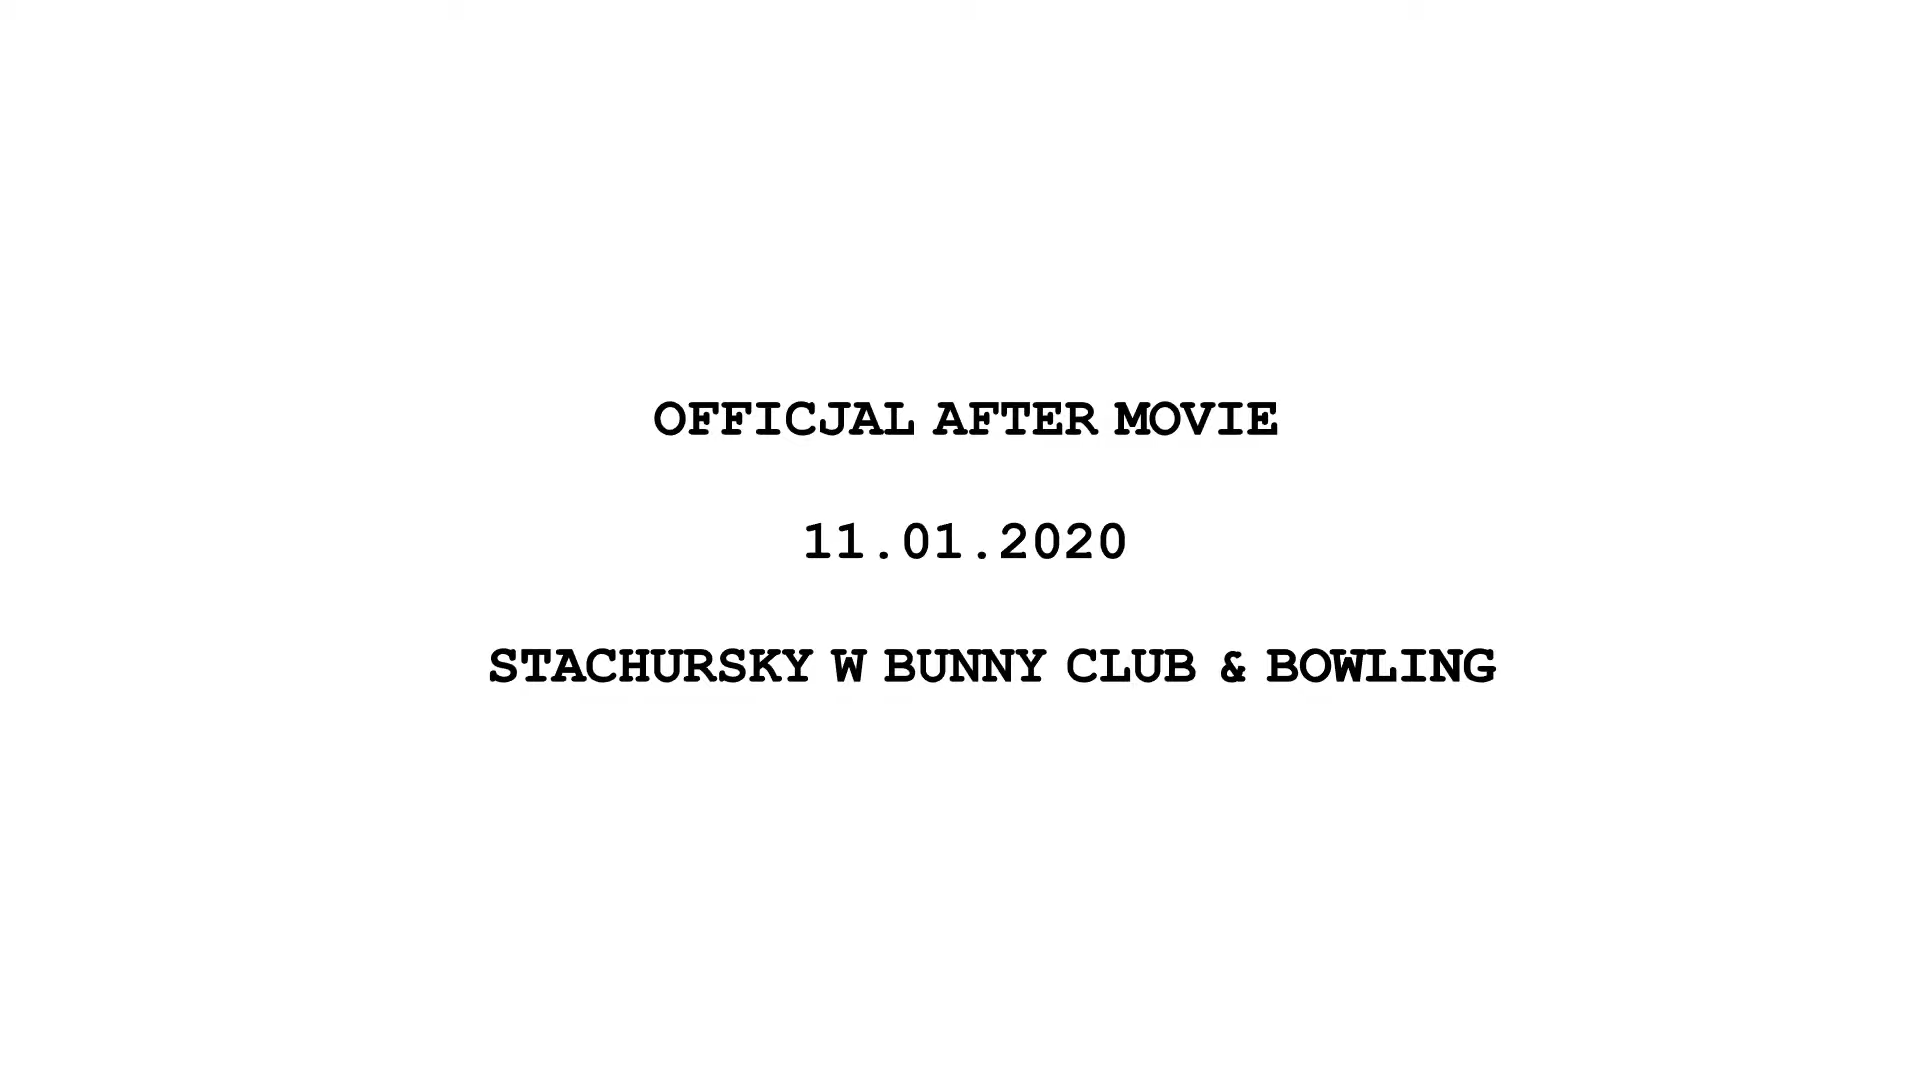 OFFICJAL AFTER MOVIE
11.01.2020
STACHURSKY W BUNNY CLUB & BOWLING